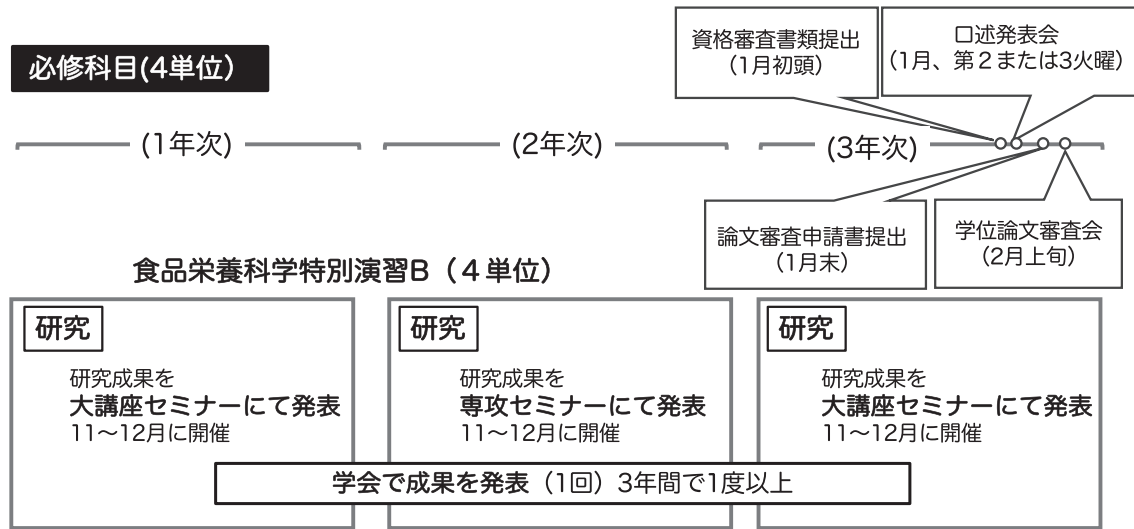 必修科目(4単位）
資格審査書類提出
（1月初頭）
口述発表会
（1月、第２または3火曜）
(1年次)
(2年次)
(3年次)
論文審査申請書提出
（1月末）
学位論文審査会
（2月上旬）
食品栄養科学特別演習B（４単位）
研究
研究成果を
大講座セミナーにて発表
11〜12月に開催
研究
研究成果を
専攻セミナーにて発表
11〜12月に開催
研究
研究成果を
大講座セミナーにて発表
11〜12月に開催
学会で成果を発表（1回）3年間で1度以上